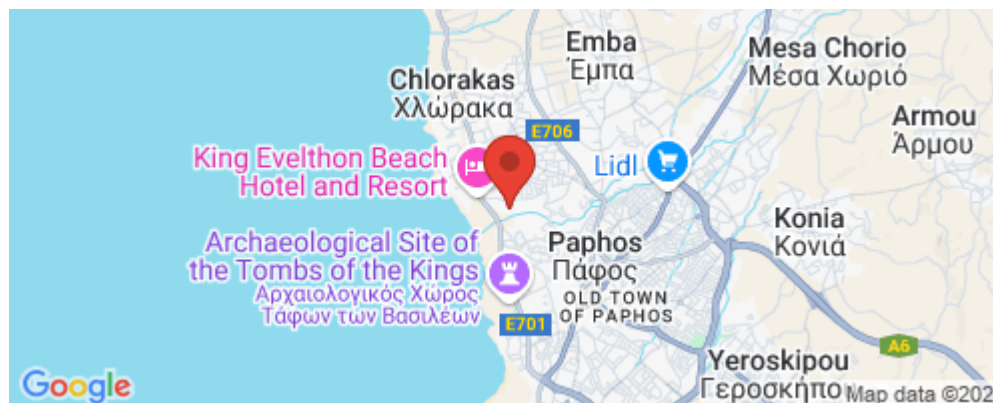 Emba
Έμπα
Mesa Chorio
Μέσα Χωριό
Chlorakas
Χλώρακα
Armou
Άρμου
E706
King Evelthon Beach
Hotel and Resort
Lidl
Konia
Κονιά
Archaeological Site of
the Tombs of the Kings
Αρχαιολογικός Χώρος
Τάφων των Βασιλέων
Paphos
Πάφος
OLD TOWN
OF PAPHOS
E701
A6
Yeroskipou
Γεροσκήπο
Google
Map data ©202